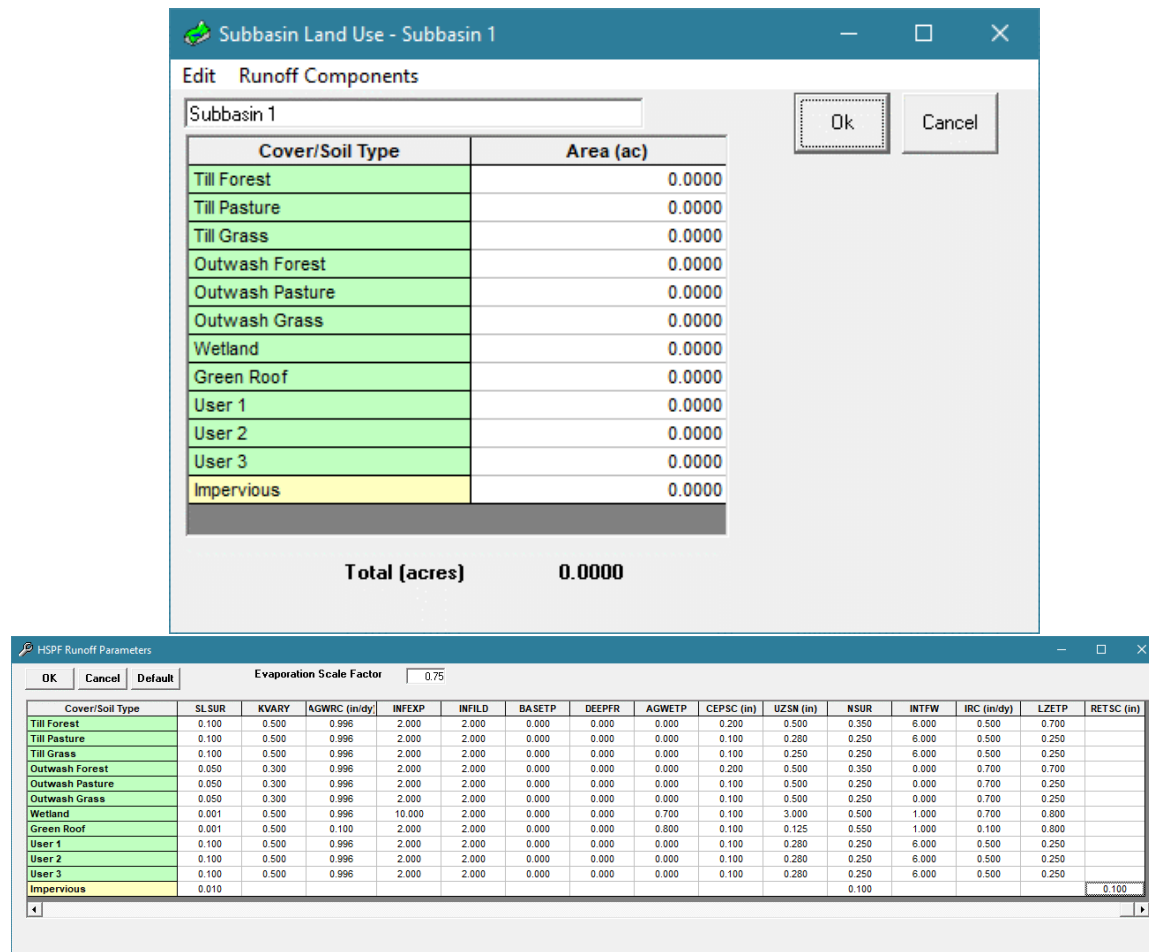 Subbasin Land Use - Subbasin 1
Edit Runoff Components
Subbasin 1
Ok Cancel
Cover/Soil Type Area (ac)
Till Forest 0.0000
Till Pasture 0.0000
Till Grass 0.0000
Outwash Forest 0.0000
Outwash Pasture 0.0000
Outwash Grass 0.0000
Wetland 0.0000
Green Roof 0.0000
User 1 0.0000
User 2 0.0000
User 3 0.0000
Impervious 0.0000
Total (acres) 0.0000
HSPF Runoff Parameters
OK Cancel Default Evaporation Scale Factor 0.75
Cover/Soil Type SLSUR KVARY AGWRC (in/dy) INFEXP INFILD BASETP DEEPFR AGWETP CEPSC (in) UZSN (in) NSUR INTFW IRC (in/dy) LZETP RETSC (in)
Till Forest 0.100 0.500 0.996 2.000 2.000 0.000 0.000 0.000 0.200 0.500 0.350 6.000 0.500 0.700
Till Pasture 0.100 0.500 0.996 2.000 2.000 0.000 0.000 0.000 0.100 0.280 0.250 6.000 0.500 0.250
Till Grass 0.100 0.500 0.996 2.000 2.000 0.000 0.000 0.000 0.100 0.250 0.250 6.000 0.500 0.250
Outwash Forest 0.050 0.300 0.996 2.000 2.000 0.000 0.000 0.000 0.200 0.500 0.350 0.000 0.700 0.700
Outwash Pasture 0.050 0.300 0.996 2.000 2.000 0.000 0.000 0.000 0.100 0.500 0.250 0.000 0.700 0.250
Outwash Grass 0.050 0.300 0.996 2.000 2.000 0.000 0.000 0.000 0.100 0.500 0.250 0.000 0.700 0.250
Wetland 0.001 0.500 0.996 10.000 2.000 0.000 0.000 0.700 0.100 3.000 0.500 1.000 0.700 0.800
Green Roof 0.001 0.500 0.100 2.000 2.000 0.000 0.000 0.800 0.100 0.125 0.550 1.000 0.100 0.800
User 1 0.100 0.500 0.996 2.000 2.000 0.000 0.000 0.000 0.100 0.280 0.250 6.000 0.500 0.250
User 2 0.100 0.500 0.996 2.000 2.000 0.000 0.000 0.000 0.100 0.280 0.250 6.000 0.500 0.250
User 3 0.100 0.500 0.996 2.000 2.000 0.000 0.000 0.000 0.100 0.280 0.250 6.000 0.500 0.250
Impervious 0.010 0.100 0.100